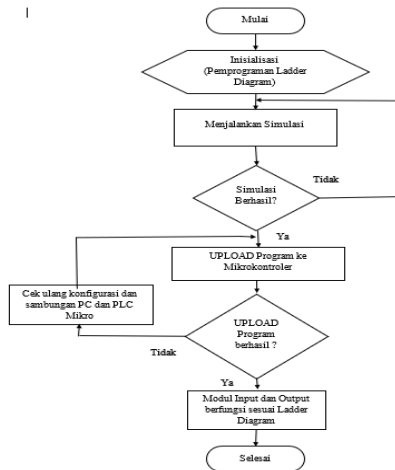 Mulai
Inisialisasi
(Pemprograman Ladder
Diagram)
Menjalankan Simulasi
Simulasi
Berhasil?
Tidak
Ya
UPLOAD Program ke
Mikrokontroler
Cek ulang konfigurasi dan
sambungan PC dan PLC
Mikro
UPLOAD
Program
berhasil ?
Tidak
Ya
Modul Input dan Output
berfungsi sesuai Ladder
Diagram
Selesai